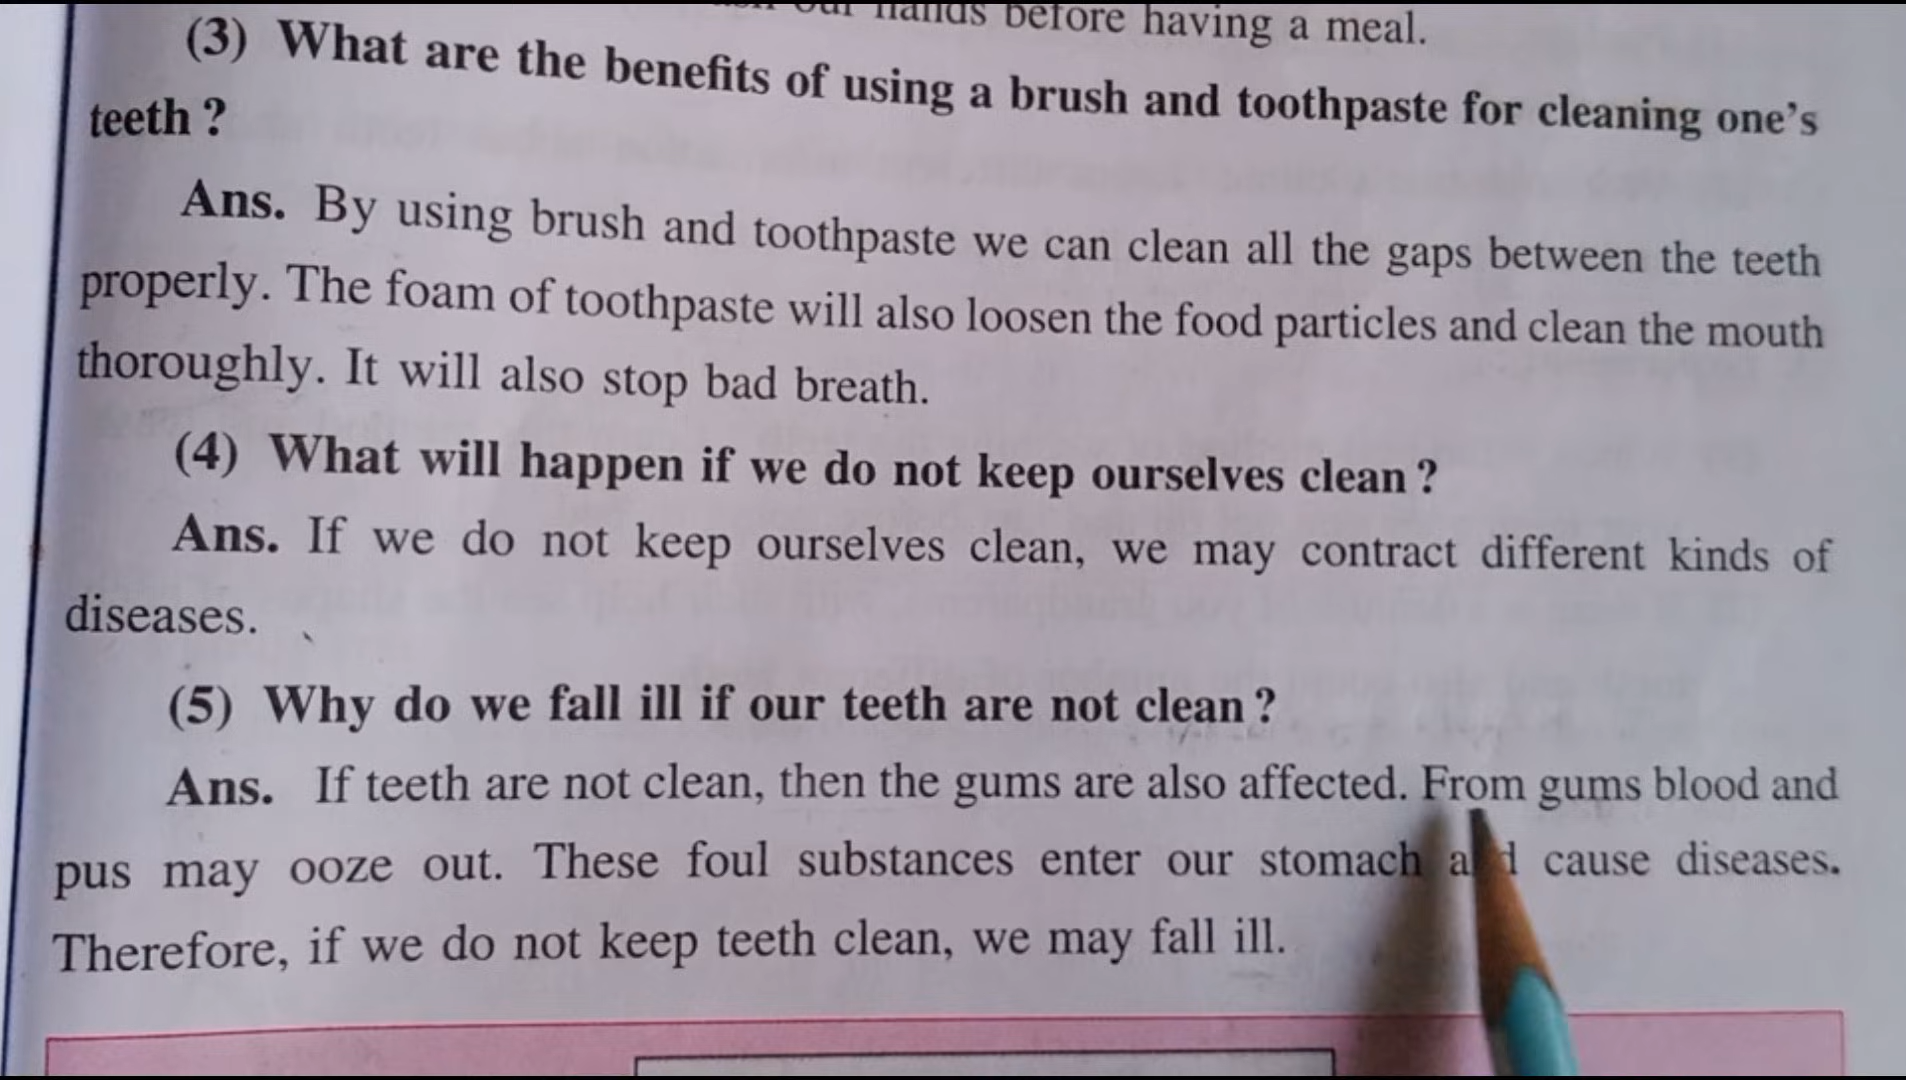 our hands before having a meal.
(3) What are the benefits of using a brush and toothpaste for cleaning one's
teeth ?
Ans. By using brush and toothpaste we can clean all the gaps between the teeth
properly. The foam of toothpaste will also loosen the food particles and clean the mouth
thoroughly. It will also stop bad breath.
(4) What will happen if we do not keep ourselves clean ?
Ans. If we do not keep ourselves clean, we may contract different kinds of
diseases.
(5) Why do we fall ill if our teeth are not clean ?
Ans. If teeth are not clean, then the gums are also affected. From gums blood and
pus may ooze out. These foul substances enter our stomach and cause diseases.
Therefore, if we do not keep teeth clean, we may fall ill.